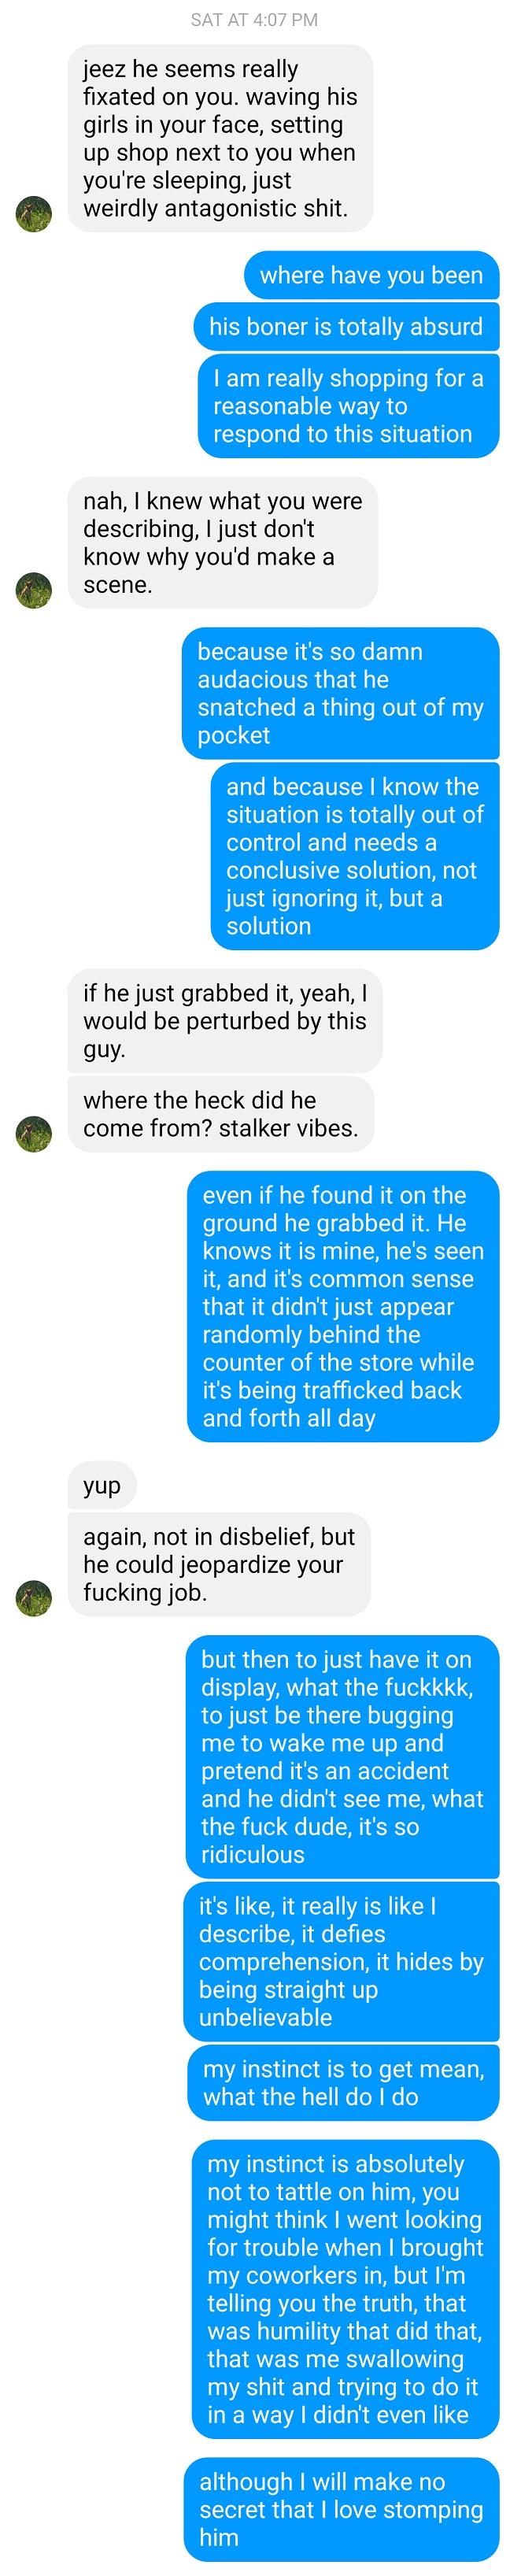 SAT AT 4:07 PM
jeez he seems really
fixated on you. waving his
girls in your face, setting
up shop next to you when
you're sleeping, just
weirdly antagonistic shit.
where have you been
his boner is totally absurd
I am really shopping for a
reasonable way to
respond to this situation
nah, I knew what you were
describing, I just don't
know why you'd make a
scene.
because it's so damn
audacious that he
snatched a thing out of my
pocket
and because I know the
situation is totally out of
control and needs a
conclusive solution, not
just ignoring it, but a
solution
if he just grabbed it, yeah, I
would be perturbed by this
guy.
where the heck did he
come from? stalker vibes.
even if he found it on the
ground he grabbed it. He
knows it is mine, he's seen
it, and it's common sense
that it didn't just appear
randomly behind the
counter of the store while
it's being trafficked back
and forth all day
yup
again, not in disbelief, but
he could jeopardize your
fucking job.
but then to just have it on
display, what the fuckkkk,
to just be there bugging
me to wake me up and
pretend it's an accident
and he didn't see me, what
the fuck dude, it's so
ridiculous
it's like, it really is like I
describe, it defies
comprehension, it hides by
being straight up
unbelievable
my instinct is to get mean,
what the hell do I do
my instinct is absolutely
not to tattle on him, you
might think I went looking
for trouble when I brought
my coworkers in, but I'm
telling you the truth, that
was humility that did that,
that was me swallowing
my shit and trying to do it
in a way I didn't even like
although I will make no
secret that I love stomping
him